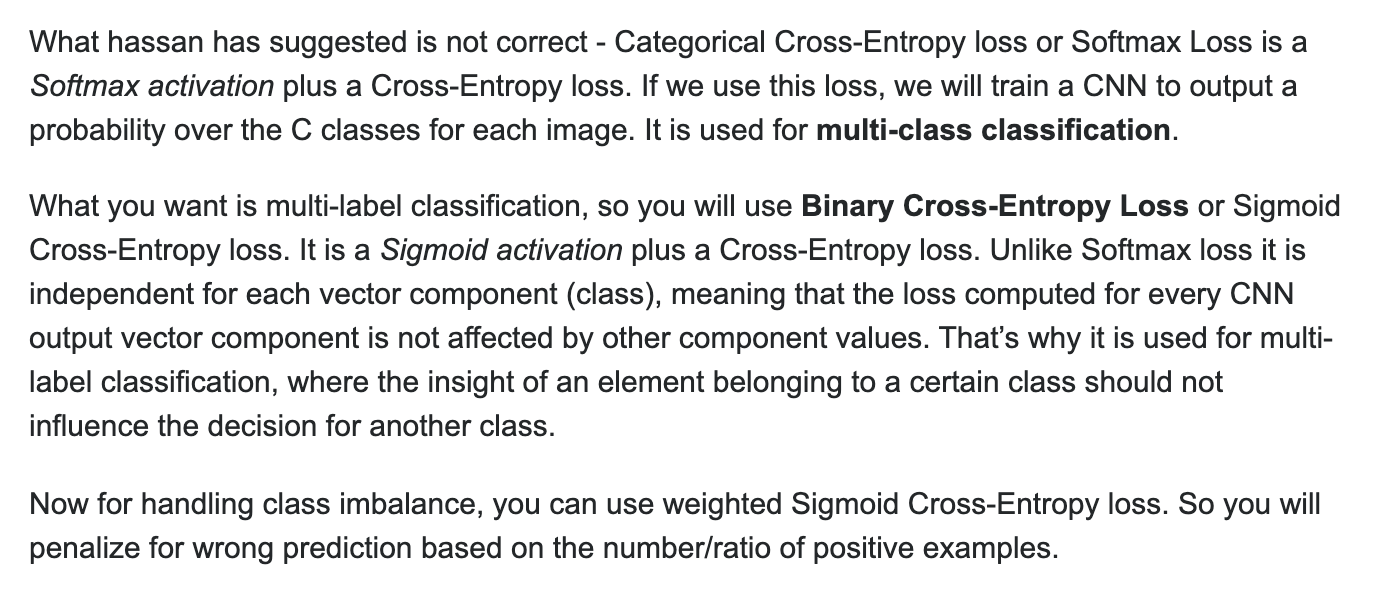 What hassan has suggested is not correct - Categorical Cross-Entropy loss or Softmax Loss is a
Softmax activation plus a Cross-Entropy loss. If we use this loss, we will train a CNN to output a
probability over the C classes for each image. It is used for multi-class classification.
What you want is multi-label classification, so you will use Binary Cross-Entropy Loss or Sigmoid
Cross-Entropy loss. It is a Sigmoid activation plus a Cross-Entropy loss. Unlike Softmax loss it is
independent for each vector component (class), meaning that the loss computed for every CNN
output vector component is not affected by other component values. That’s why it is used for multi-
label classification, where the insight of an element belonging to a certain class should not
influence the decision for another class.
Now for handling class imbalance, you can use weighted Sigmoid Cross-Entropy loss. So you will
penalize for wrong prediction based on the number/ratio of positive examples.